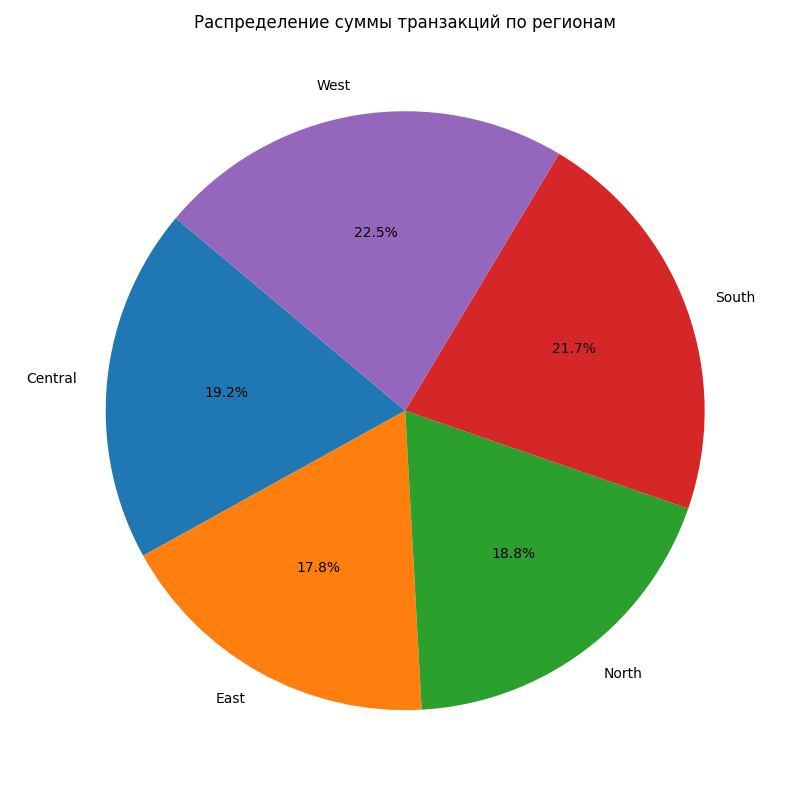 Распределение суммы транзакций по регионам
West
22.5%
South
21.7%
Central
19.2%
18.8%
17.8%
North
East